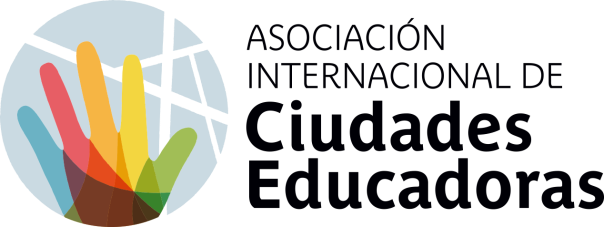 ASOCIACIÓN
INTERNACIONAL DE
Ciudades
Educadoras